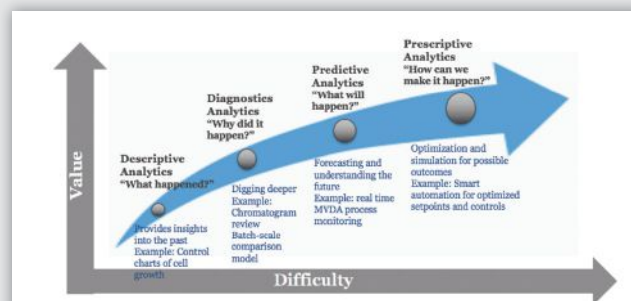 Value
Descriptive
Analytics
"What happened?"
Provides insights
into the past
Example: Control
charts of cell
growth
Diagnostics
Analytics
"Why did it
happen?"
Digging deeper
Example:
Chromatogram
review
Batch-scale
comparison
model
Predictive
Analytics
"What will
happen?"
Forecasting and
understanding the
future
Example: real time
MVDA process
monitoring
Prescriptive
Analytics
"How can we
make it happen?"
Optimization and
simulation for possible
outcomes
Example: Smart
automation for optimized
setpoints and controls
Difficulty